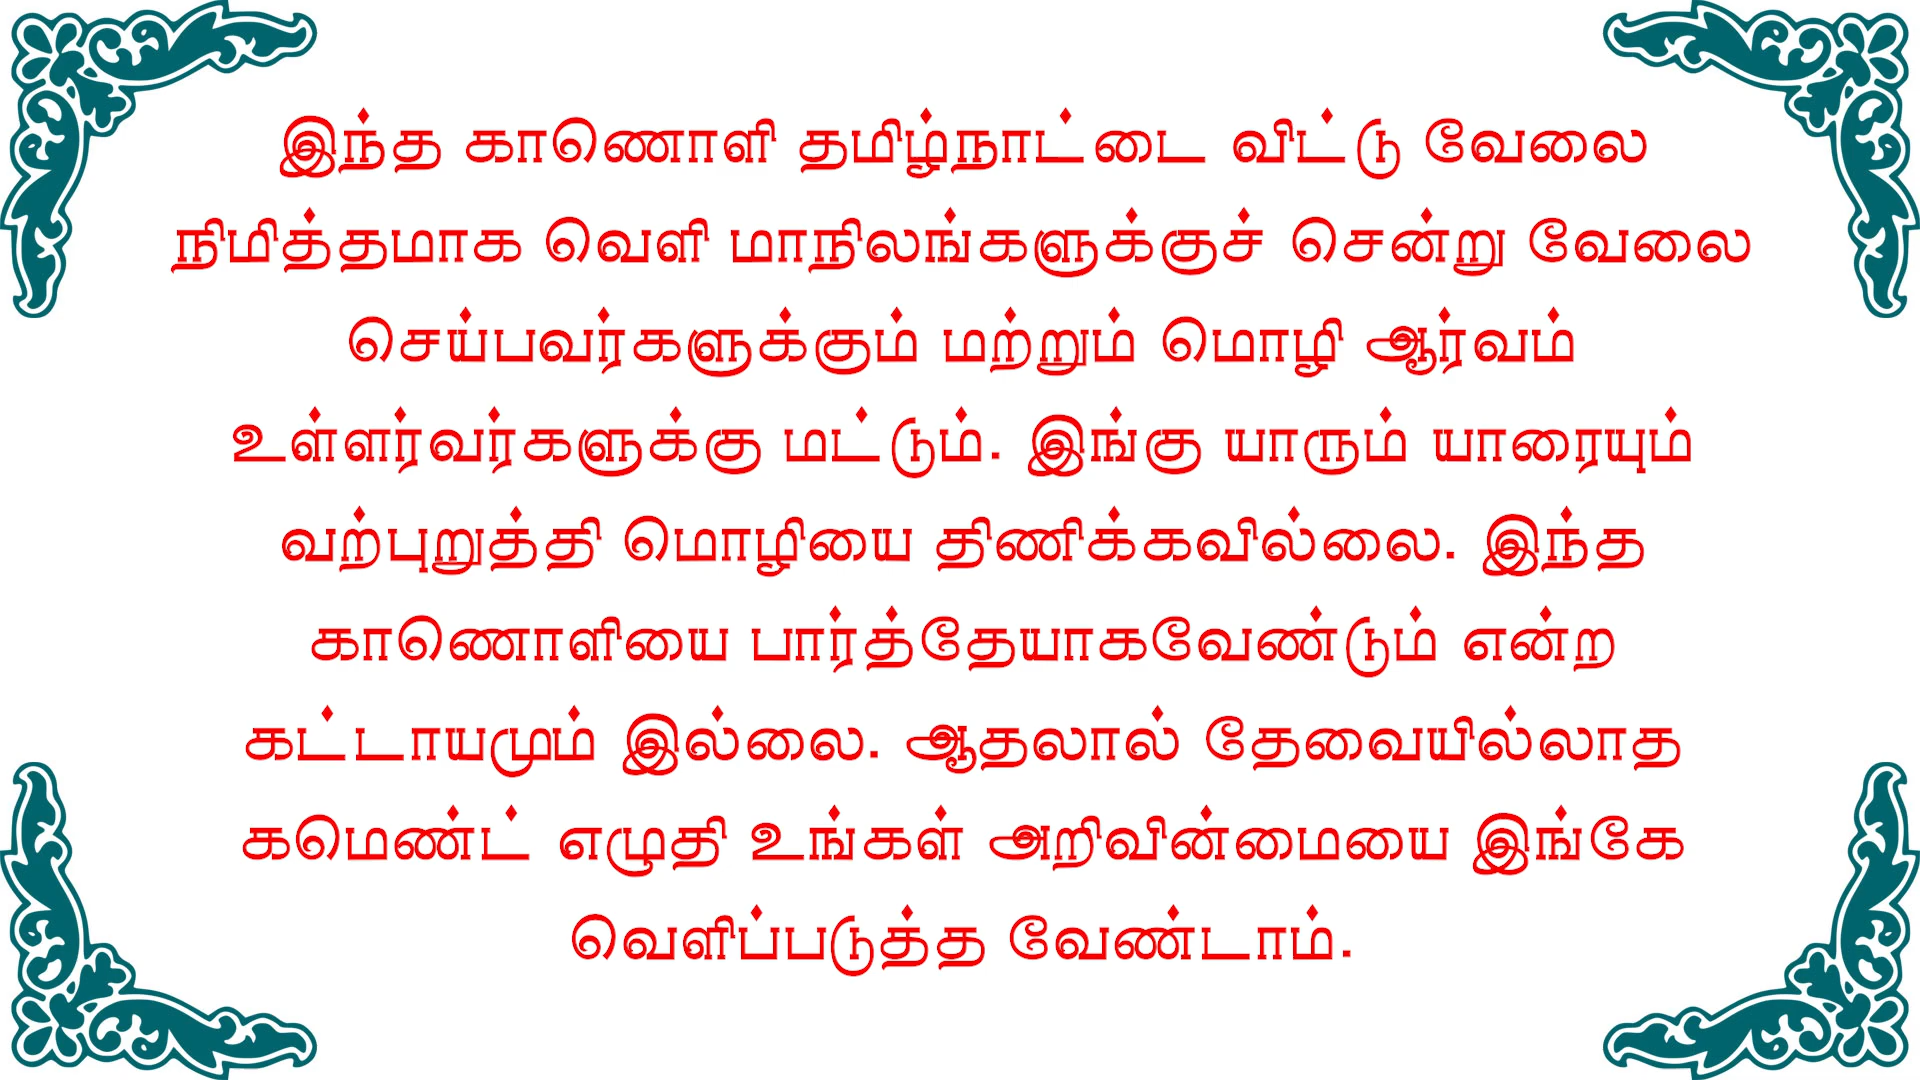 இந்த காணொளி தமிழ்நாட்டை விட்டு வேலை
நிமித்தமாக வெளி மாநிலங்களுக்குச் சென்று வேலை
செய்பவர்களுக்கும் மற்றும் மொழி ஆர்வம்
உள்ளர்வர்களுக்கு மட்டும். இங்கு யாரும் யாரையும்
வற்புறுத்தி மொழியை திணிக்கவில்லை. இந்த
காணொளியை பார்த்தேயாகவேண்டும் என்ற
கட்டாயமும் இல்லை. ஆதலால் தேவையில்லாத
கமெண்ட் எழுதி உங்கள் அறிவின்மையை இங்கே
வெளிப்படுத்த வேண்டாம்.